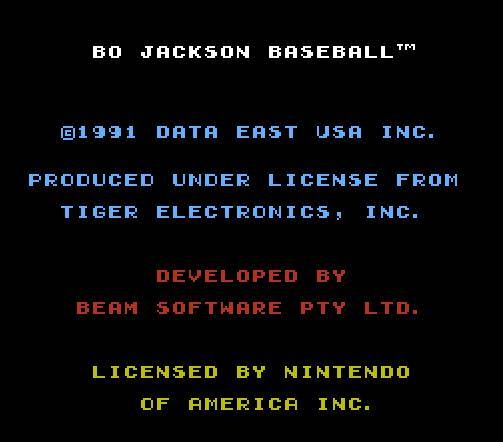 BO JACKSON BASEBALL™
©1991 DATA EAST USA INC.
PRODUCED UNDER LICENSE FROM
TIGER ELECTRONICS, INC.
DEVELOPED BY
BEAM SOFTWARE PTY LTD.
LICENSED BY NINTENDO
OF AMERICA INC.